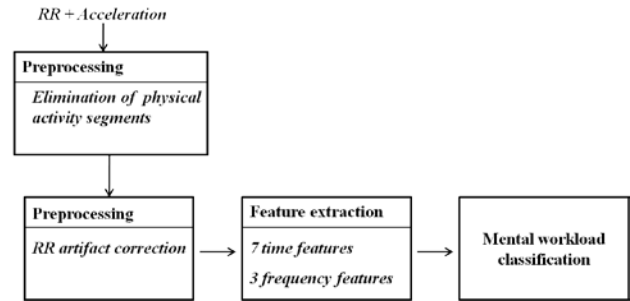 RR + Acceleration
Preprocessing
Elimination of physical
activity segments
Preprocessing
RR artifact correction
Feature extraction
7 time features
3 frequency features
Mental workload
classification